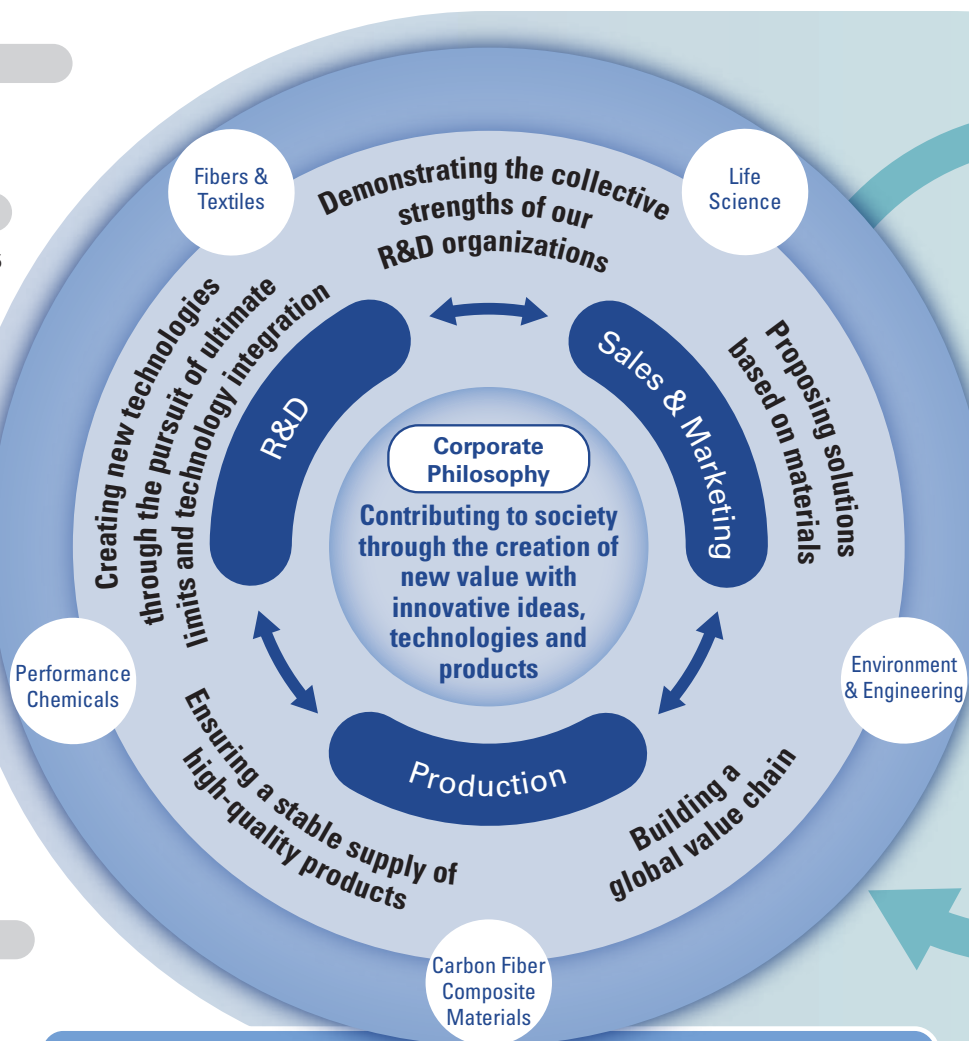 Fibers &
Textiles
Life
Science
Demonstrating the collective
strengths of our
R&D organizations
Creating new technologies
through the pursuit of ultimate
limits and technology integration
R&D
Sales & Marketing
Proposing solutions
based on materials
Corporate
Philosophy
Contributing to society
through the creation of
new value with
innovative ideas,
technologies and
products
Performance
Chemicals
Environment
& Engineering
Production
Ensuring a stable supply of
high-quality products
Building a
global value chain
Carbon Fiber
Composite
Materials